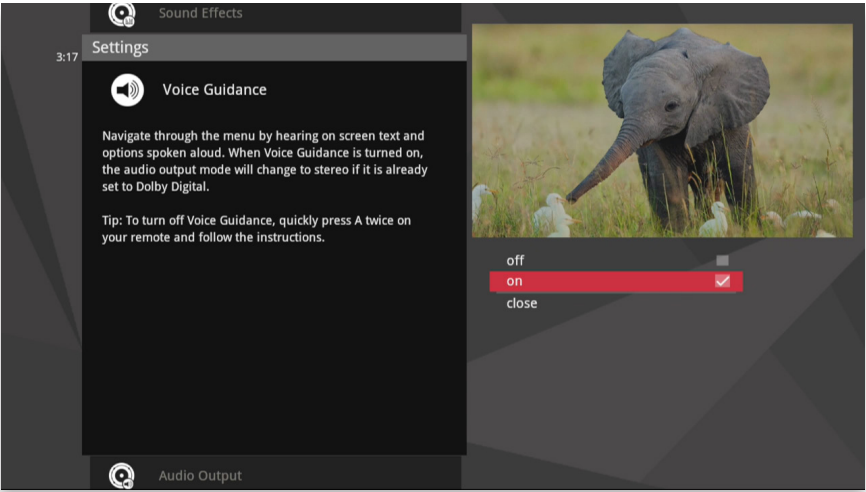 Sound Effects
3:17
Settings
Voice Guidance
Navigate through the menu by hearing on screen text and
options spoken aloud. When Voice Guidance is turned on,
the audio output mode will change to stereo if it is already
set to Dolby Digital.
Tip: To turn off Voice Guidance, quickly press A twice on
your remote and follow the instructions.
off
on
close
Audio Output